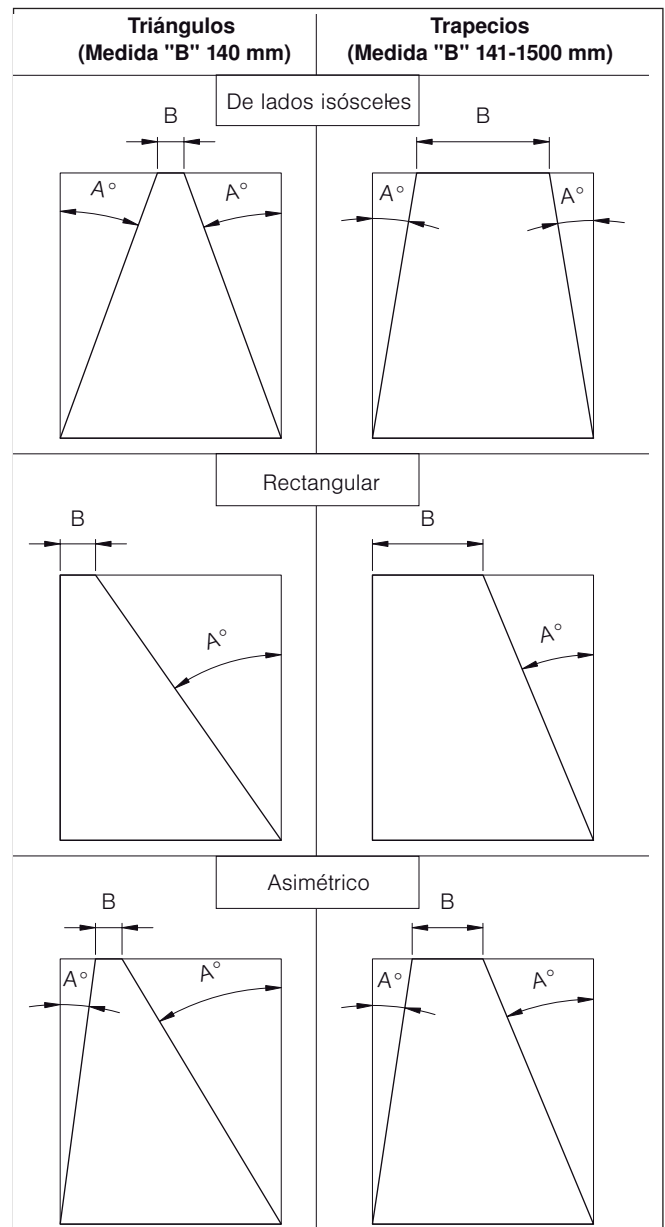 Triángulos
(Medida "B" 140 mm)
Trapecios
(Medida "B" 141-1500 mm)
De lados isósceles
B
A°
A°
B
A°
A°
Rectangular
B
A°
B
A°
Asimétrico
B
A°
A°
B
A°
A°